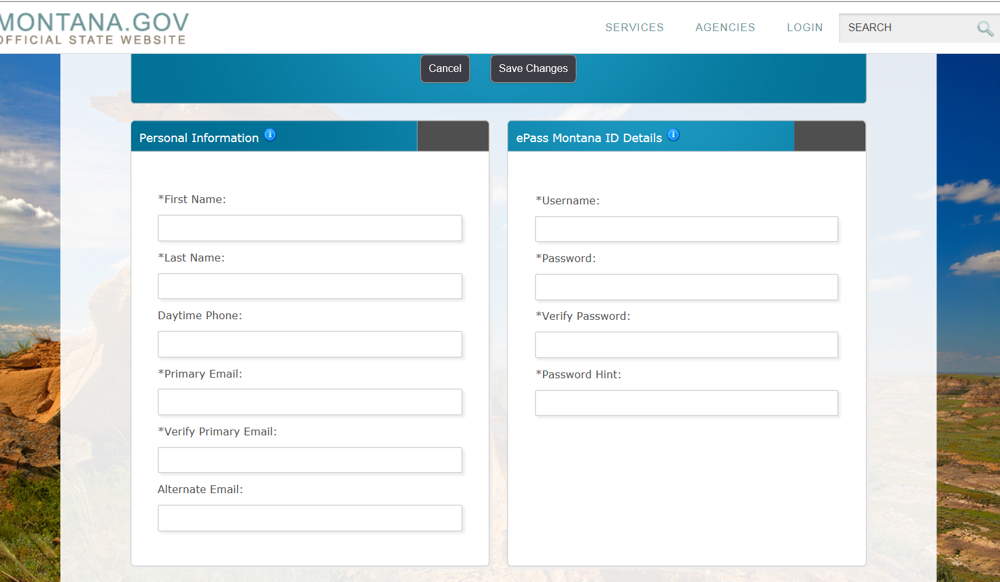 MONTANA.GOV
OFFICIAL STATE WEBSITE
SERVICES
AGENCIES
LOGIN
SEARCH
Cancel
Save Changes
Personal Information
*First Name:
*Last Name:
Daytime Phone:
*Primary Email:
*Verify Primary Email:
Alternate Email:
ePass Montana ID Details
*Username:
*Password:
*Verify Password:
*Password Hint: